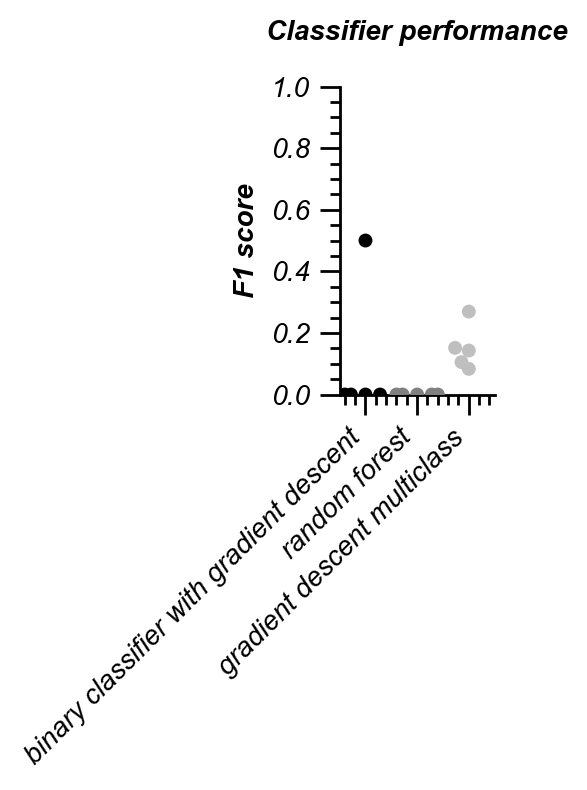 Classifier performance
1.0
0.8
0.6
0.4
0.2
0.0
F1 score
binary classifier with gradient descent
random forest
gradient descent multiclass